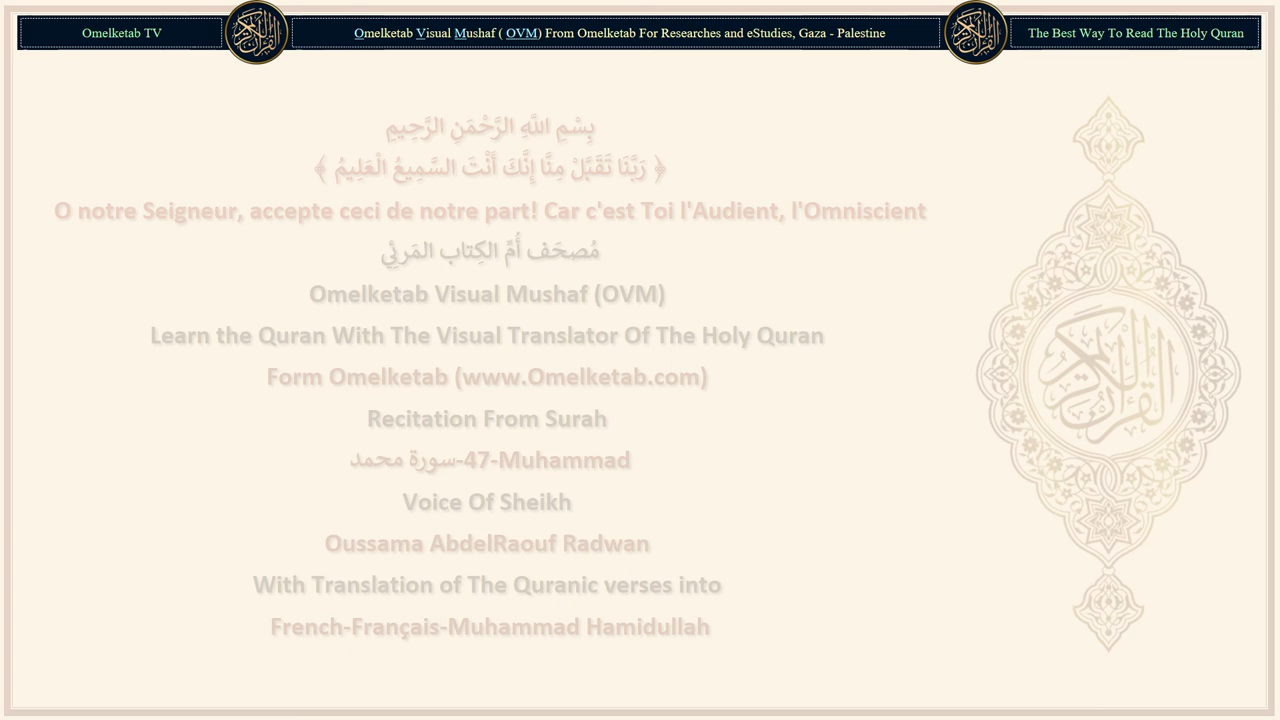 Omelketab TV
Omelketab Visual Mushaf ( OVM) From Omelketab For Researches and eStudies, Gaza - Palestine
The Best Way To Read The Holy Quran
بِسْمِ اللَّهِ الرَّحْمَنِ الرَّحِيمِ
﴿ رَبَّنَا تَقَبَّلْ مِنَّا إِنَّكَ أَنْتَ السَّمِيعُ الْعَلِيمُ ﴾
O notre Seigneur, accepte ceci de notre part! Car c'est Toi l'Audient, l'Omniscient
مُصحَف أُمِّ الكِتاب المَرئِي
Omelketab Visual Mushaf (OVM)
Learn the Quran With The Visual Translator Of The Holy Quran
Form Omelketab (www.Omelketab.com)
Recitation From Surah
سورة محمد-47-Muhammad
Voice Of Sheikh
Oussama AbdelRaouf Radwan
With Translation of The Quranic verses into
French-Français-Muhammad Hamidullah
القرآن الكريم